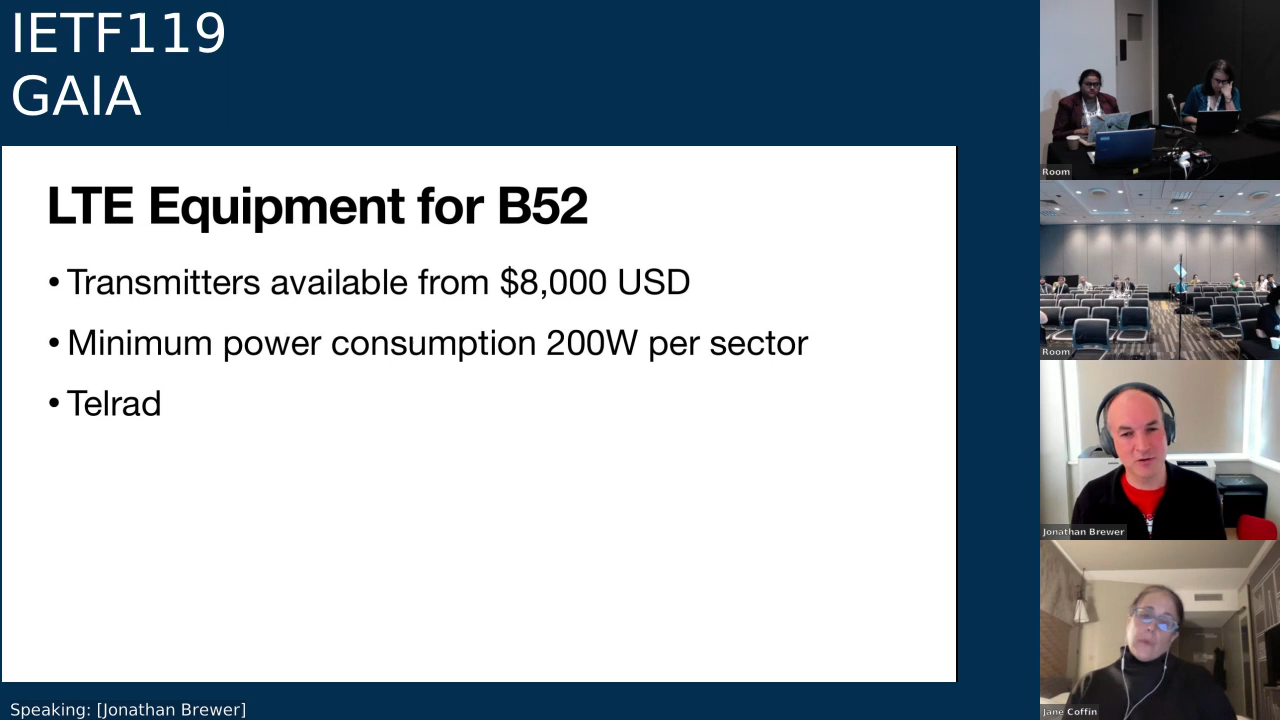 IETF119
GAIA
LTE Equipment for B52
• Transmitters available from $8,000 USD
• Minimum power consumption 200W per sector
• Telrad
Speaking: [Jonathan Brewer]
Room
Room
Jonathan Brewer
Jane Coffin